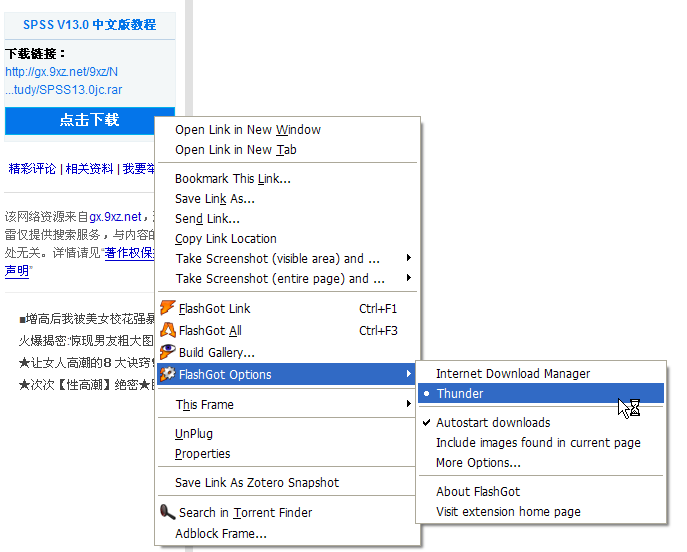 SPSS V13.0 中文版教程
下载链接：
http://gx.9xz.net/9xz/N
...tudy/SPSS13.0jc.rar
点击下载
精彩评论 | 相关资料 | 我要举
该网络资源来自gx.9xz.net，
雷仅提供搜索服务，与内容的
处无关。详情请见“著作权保
声明”
■增高后我被美女校花强暴
火爆揭密:惊现男友粗大图
★让女人高潮的8 大诀窍
★次次【性高潮】绝密★
Open Link in New Window
Open Link in New Tab
Bookmark This Link...
Save Link As...
Send Link...
Copy Link Location
Take Screenshot (visible area) and ...
Take Screenshot (entire page) and ...
FlashGot Link Ctrl+F1
FlashGot All Ctrl+F3
Build Gallery...
FlashGot Options
This Frame
UnPlug
Properties
Save Link As Zotero Snapshot
Search in Torrent Finder
Adblock Frame...
Internet Download Manager
Thunder
Autostart downloads
Include images found in current page
More Options...
About FlashGot
Visit extension home page